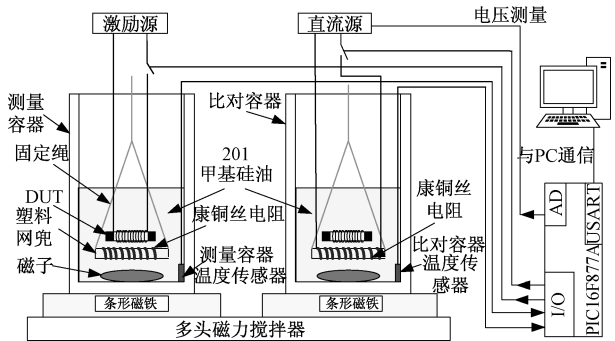 激励源
直流源
电压测量
测量
容器
比对容器
固定绳
201
甲基硅油
与PC通信
DUT
塑料
网兜
康铜丝电阻
康铜丝
电阻
磁子
测量容器
温度传感器
比对容器
温度传
感器
AD
I/O
PIC16F877A
USART
条形磁铁
条形磁铁
多头磁力搅拌器